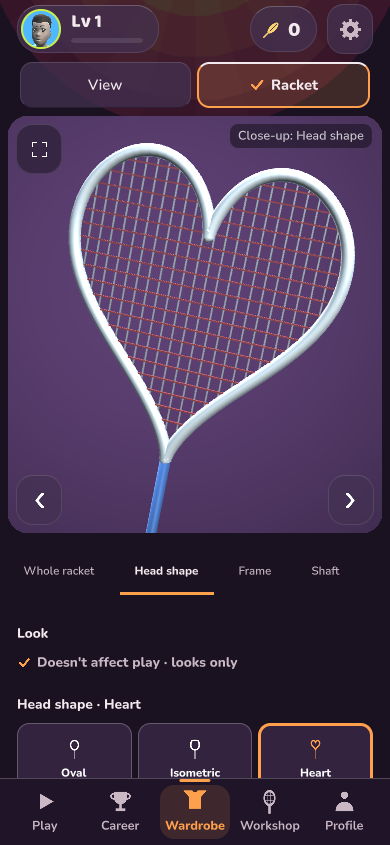 Lv 1
0
View
Racket
Close-up: Head shape
Whole racket
Head shape
Frame
Shaft
Look
Doesn't affect play · looks only
Head shape · Heart
Oval
Isometric
Heart
Play
Career
Wardrobe
Workshop
Profile